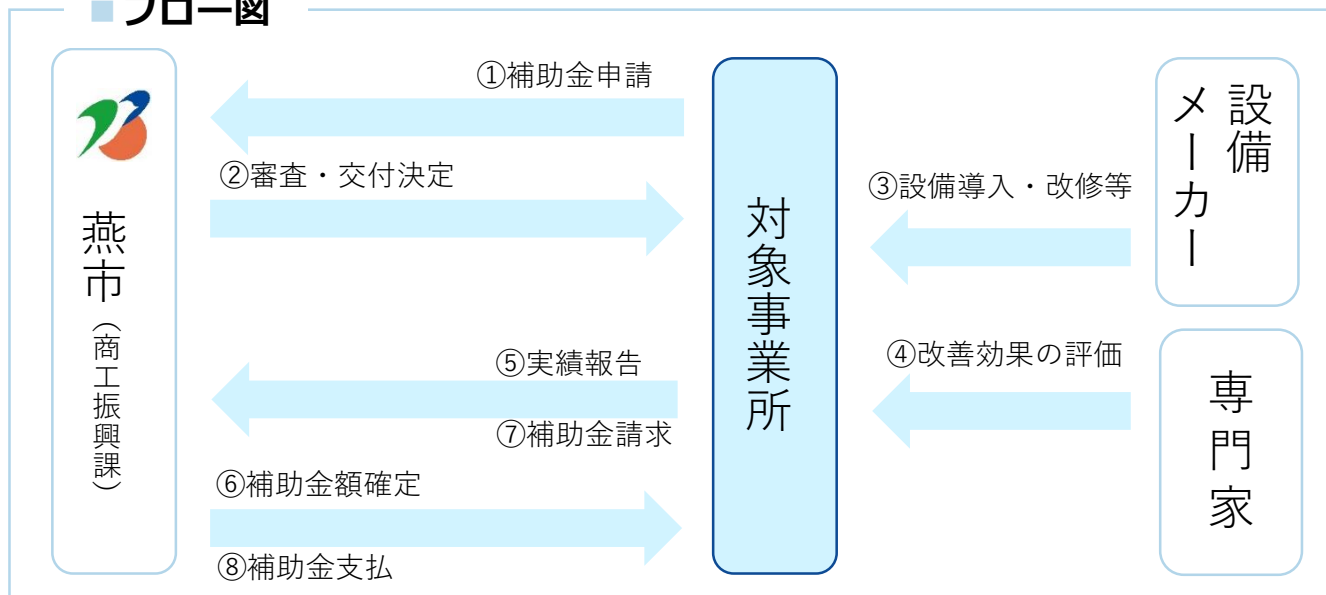 ■フロー図
①補助金申請
②審査・交付決定
③設備導入・改修等
④改善効果の評価
⑤実績報告
⑦補助金請求
⑥補助金額確定
⑧補助金支払
燕市(商工振興課)
対象事業所
設備
メーカー
専門家